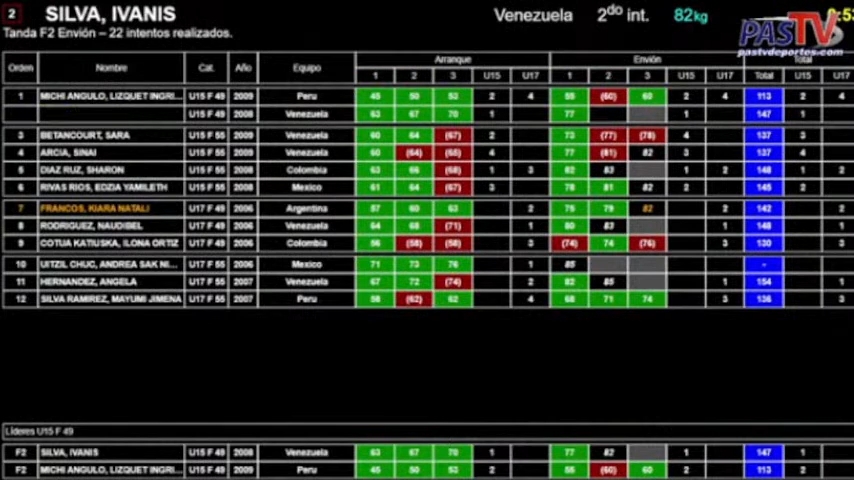 2 SILVA, IVANIS Venezuela 2do int. 82kg
Tanda F2 Envión – 22 intentos realizados.
PASTV
pastvdeportes.com
Arranque Envión Total
Orden Nombre Cat. Año Equipo 1 2 3 U15 U17 1 2 3 U15 U17 Total U15 U17
1 MICHI ANGULO, LIZQUET INGRI... U15 F 49 2009 Peru 45 50 53 2 4 55 (60) 60 2 4 113 2 4
U15 F 49 2008 Venezuela 63 67 70 1 77 1 147 1
3 BETANCOURT, SARA U15 F 55 2009 Venezuela 60 64 (67) 2 73 (77) (78) 4 137 3
4 ARCIA, SINAI U15 F 55 2009 Venezuela 60 (64) (65) 4 77 (81) 82 3 137 4
5 DIAZ RUZ, SHARON U15 F 55 2008 Colombia 63 66 (68) 1 3 82 83 1 2 148 1 2
6 RIVAS RIOS, EDZIA YAMILETH U15 F 55 2008 Mexico 61 64 (67) 3 78 81 82 2 145 2
7 FRANCOS, KIARA NATALI U17 F 49 2006 Argentina 57 60 63 2 75 79 82 2 142 2
8 RODRIGUEZ, NAUDIBEL U17 F 49 2006 Venezuela 64 68 (71) 1 80 83 1 148 1
9 COTUA KATIUSKA, ILONA ORTIZ U17 F 49 2006 Colombia 56 (58) (58) 3 (74) 74 (76) 3 130 3
10 UITZIL CHUC, ANDREA SAK NI... U17 F 55 2006 Mexico 71 73 76 1 85 -
11 HERNANDEZ, ANGELA U17 F 55 2007 Venezuela 67 72 (74) 2 82 85 1 154 1
12 SILVA RAMIREZ, MAYUMI JIMENA U17 F 55 2007 Peru 58 (62) 62 4 68 71 74 3 136 3
Líderes U15 F 49
F2 SILVA, IVANIS U15 F 49 2008 Venezuela 63 67 70 1 77 82 1 147 1
F2 MICHI ANGULO, LIZQUET INGRI... U15 F 49 2009 Peru 45 50 53 2 55 (60) 60 2 113 2